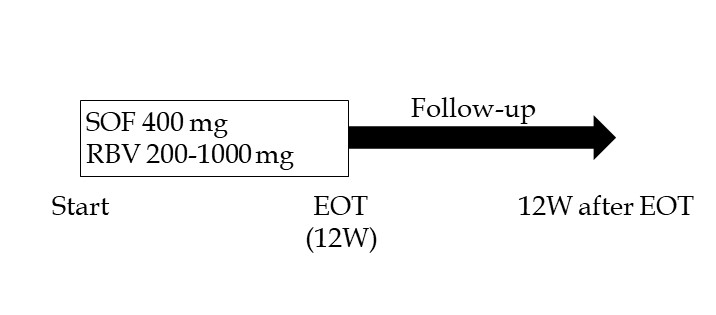 Follow-up
SOF 400 mg
RBV 200-1000 mg
Start
EOT
(12W)
12W after EOT